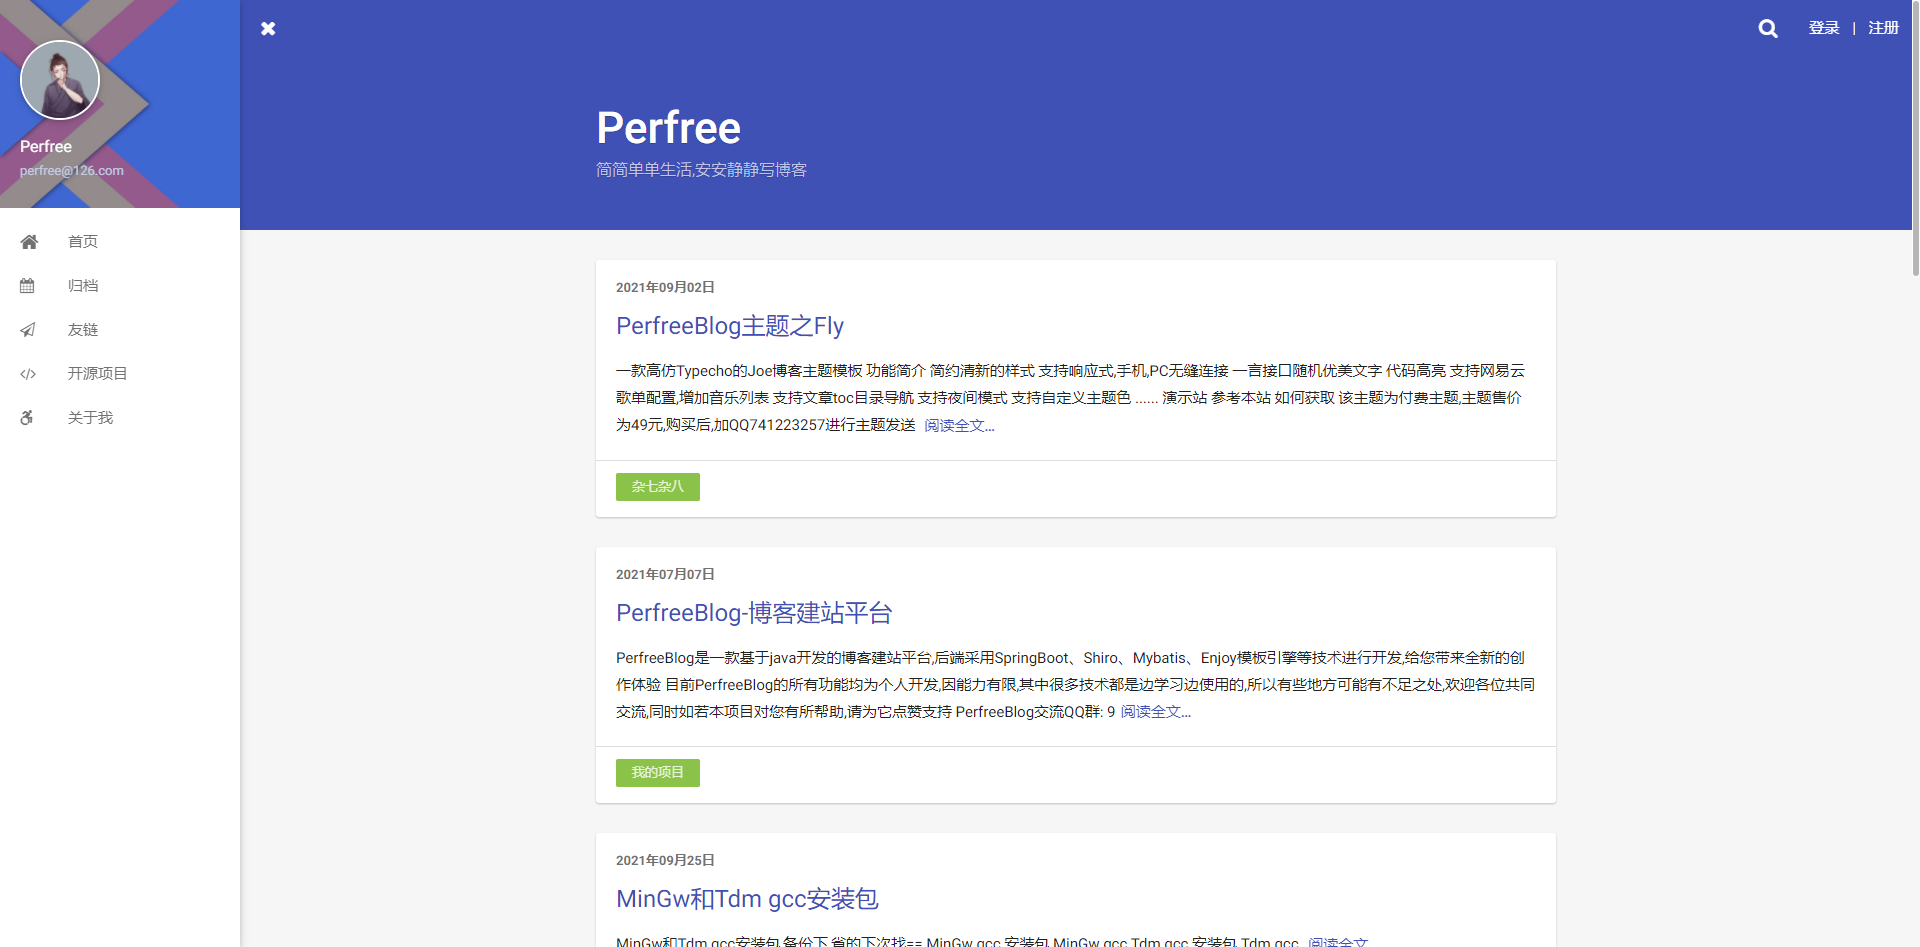 登录 | 注册
Perfree
perfree@126.com
首页
归档
友链
开源项目
关于我
Perfree
简简单单生活,安安静静写博客
2021年09月02日
PerfreeBlog主题之Fly
一款高仿Typecho的Joe博客主题模板 功能简介 简约清新的样式 支持响应式,手机,PC无缝连接 一言接口随机优美文字 代码高亮 支持网易云
歌单配置,增加音乐列表 支持文章toc目录导航 支持夜间模式 支持自定义主题色 ...... 演示站 参考本站 如何获取 该主题为付费主题,主题售价
为49元,购买后,加QQ741223257进行主题发送 阅读全文...
杂七杂八
2021年07月07日
PerfreeBlog-博客建站平台
PerfreeBlog是一款基于java开发的博客建站平台,后端采用SpringBoot、Shiro、Mybatis、Enjoy模板引擎等技术进行开发,给您带来全新的创
作体验 目前PerfreeBlog的所有功能均为个人开发,因能力有限,其中很多技术都是边学习边使用的,所以有些地方可能有不足之处,欢迎各位共同
交流,同时如若本项目对您有所帮助,请为它点赞支持 PerfreeBlog交流QQ群: 9 阅读全文...
我的项目
2021年09月25日
MinGw和Tdm gcc安装包
MinGw和Tdm gcc安装包,备份下,省的下次找== MinGw gcc 安装包 MinGw gcc Tdm gcc 安装包 Tdm gcc 阅读全文...